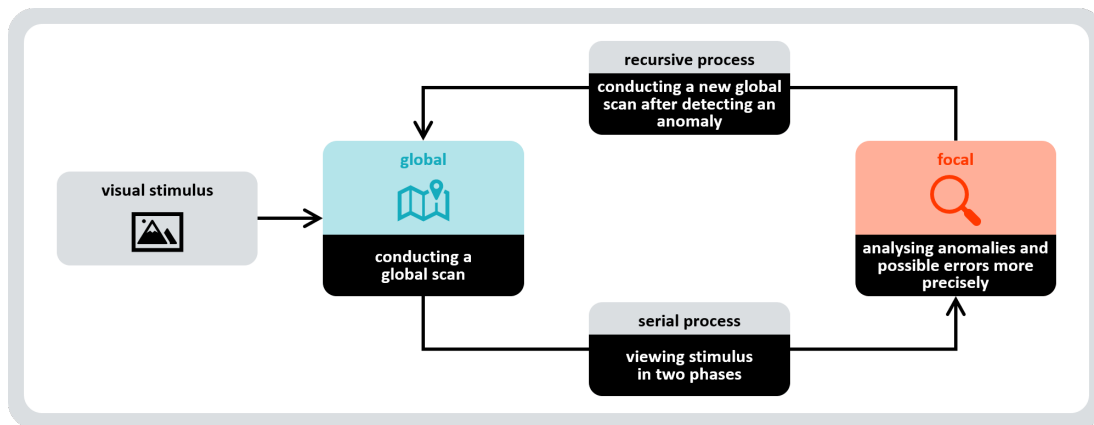 visual stimulus
global
conducting a
global scan
recursive process
conducting a new global
scan after detecting an
anomaly
serial process
viewing stimulus
in two phases
focal
analysing anomalies and
possible errors more
precisely